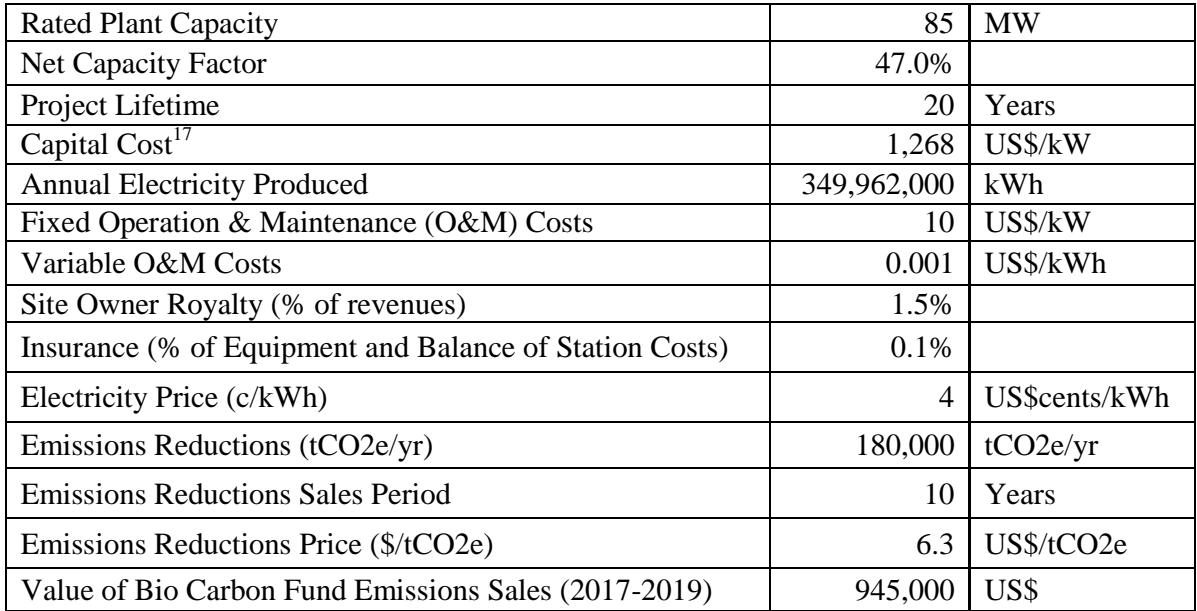 Rated Plant Capacity 85 MW
Net Capacity Factor 47.0%
Project Lifetime 20 Years
Capital Cost17 1,268 US$/kW
Annual Electricity Produced 349,962,000 kWh
Fixed Operation & Maintenance (O&M) Costs 10 US$/kW
Variable O&M Costs 0.001 US$/kWh
Site Owner Royalty (% of revenues) 1.5%
Insurance (% of Equipment and Balance of Station Costs) 0.1%
Electricity Price (c/kWh) 4 US$cents/kWh
Emissions Reductions (tCO2e/yr) 180,000 tCO2e/yr
Emissions Reductions Sales Period 10 Years
Emissions Reductions Price ($/tCO2e) 6.3 US$/tCO2e
Value of Bio Carbon Fund Emissions Sales (2017-2019) 945,000 US$